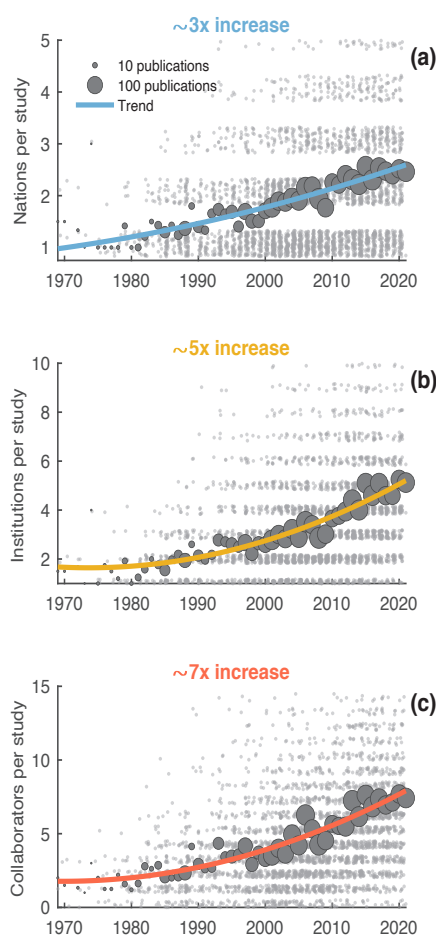 ~3x increase
(a)
10 publications
100 publications
Trend
Nations per study
5
4
3
2
1
1970 1980 1990 2000 2010 2020
~5x increase
(b)
Institutions per study
10
8
6
4
2
1970 1980 1990 2000 2010 2020
~7x increase
(c)
Collaborators per study
15
10
5
0
1970 1980 1990 2000 2010 2020